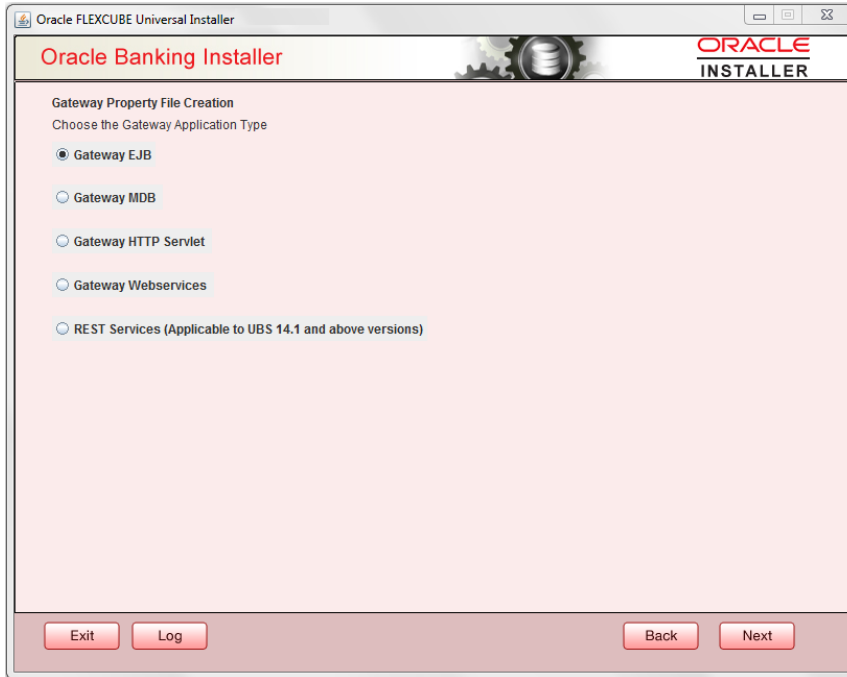 Oracle FLEXCUBE Universal Installer
Oracle Banking Installer
ORACLE
INSTALLER
Gateway Property File Creation
Choose the Gateway Application Type
Gateway EJB
Gateway MDB
Gateway HTTP Servlet
Gateway Webservices
REST Services (Applicable to UBS 14.1 and above versions)
Exit Log Back Next